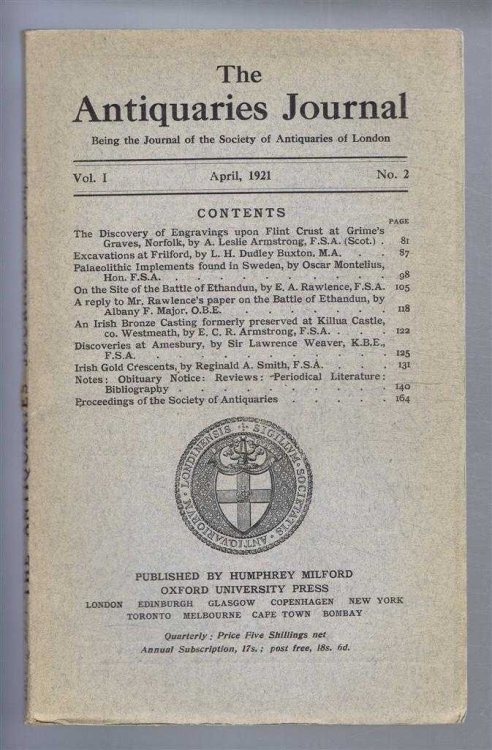 The
Antiquaries Journal
Being the Journal of the Society of Antiquaries of London
Vol. I April, 1921 No. 2
CONTENTS
PAGE
The Discovery of Engravings upon Flint Crust at Grime's
Graves, Norfolk, by A. Leslie Armstrong, F.S.A. (Scot.) . 81
Excavations at Frilford, by L. H. Dudley Buxton, M.A. . . 87
Palaeolithic Implements found in Sweden, by Oscar Montelius,
Hon. F.S.A. . . . . . . . . 98
On the Site of the Battle of Ethandun, by E. A. Rawlence, F.S.A. 105
A reply to Mr. Rawlence's paper on the Battle of Ethandun, by
Albany F. Major, O.B.E. . . . . . . 118
An Irish Bronze Casting formerly preserved at Killua Castle,
co. Westmeath, by E. C. R. Armstrong, F.S.A. . . . 122
Discoveries at Amesbury, by Sir Lawrence Weaver, K.B.E.,
F.S.A. . . . . . . . . . 125
Irish Gold Crescents, by Reginald A. Smith, F.S.A. . . . 131
Notes: Obituary Notice: Reviews: Periodical Literature:
Bibliography . . . . . . . . 140
Proceedings of the Society of Antiquaries . . . . 164
SIGILLVM · SOCIETATIS · ANTIQVARIORVM · LONDINENSIS
PUBLISHED BY HUMPHREY MILFORD
OXFORD UNIVERSITY PRESS
LONDON EDINBURGH GLASGOW COPENHAGEN NEW YORK
TORONTO MELBOURNE CAPE TOWN BOMBAY
Quarterly: Price Five Shillings net
Annual Subscription, 17s.; post free, 18s. 6d.